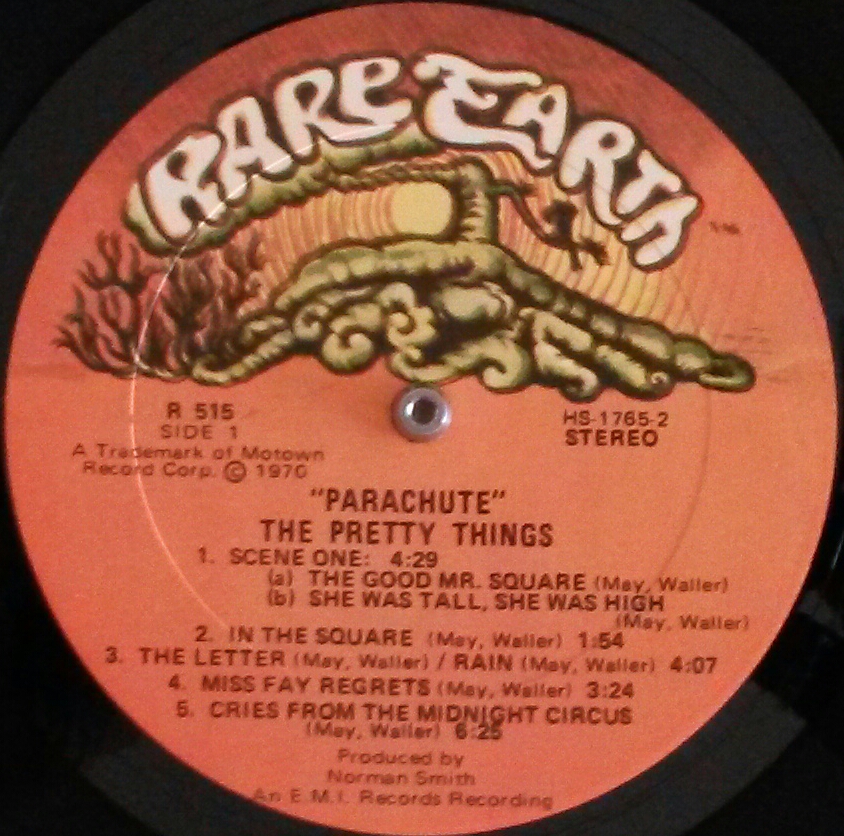 RARE EARTH
R 515
SIDE 1
A Trademark of Motown
Record Corp. © 1970
HS-1765-2
STEREO
"PARACHUTE"
THE PRETTY THINGS
1. SCENE ONE: 4:29
(a) THE GOOD MR. SQUARE (May, Waller)
(b) SHE WAS TALL, SHE WAS HIGH
(May, Waller)
2. IN THE SQUARE (May, Waller) 1:54
3. THE LETTER (May, Waller) / RAIN (May, Waller) 4:07
4. MISS FAY REGRETS (May, Waller) 3:24
5. CRIES FROM THE MIDNIGHT CIRCUS
(May, Waller) 6:25
Produced by
Norman Smith
An E.M.I. Records Recording